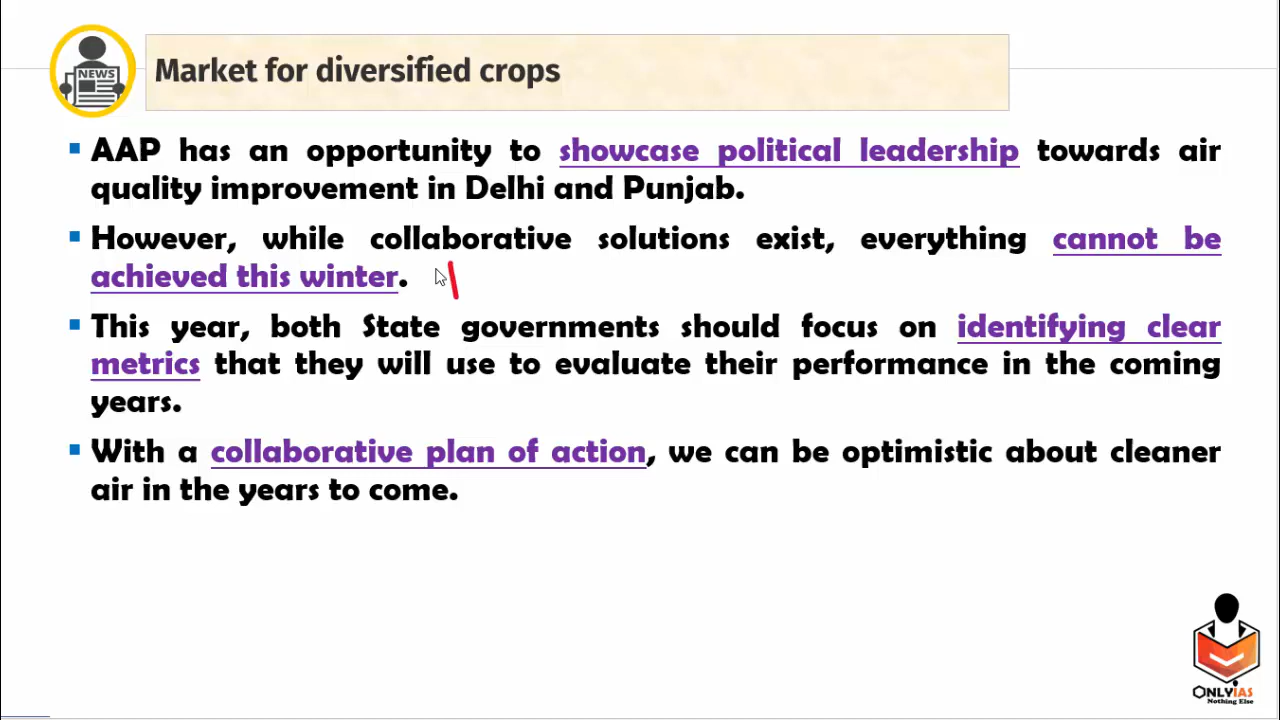 NEWS
Market for diversified crops
AAP has an opportunity to showcase political leadership towards air
quality improvement in Delhi and Punjab.
However, while collaborative solutions exist, everything cannot be
achieved this winter.
This year, both State governments should focus on identifying clear
metrics that they will use to evaluate their performance in the coming
years.
With a collaborative plan of action, we can be optimistic about cleaner
air in the years to come.
ONLYIAS
Nothing Else